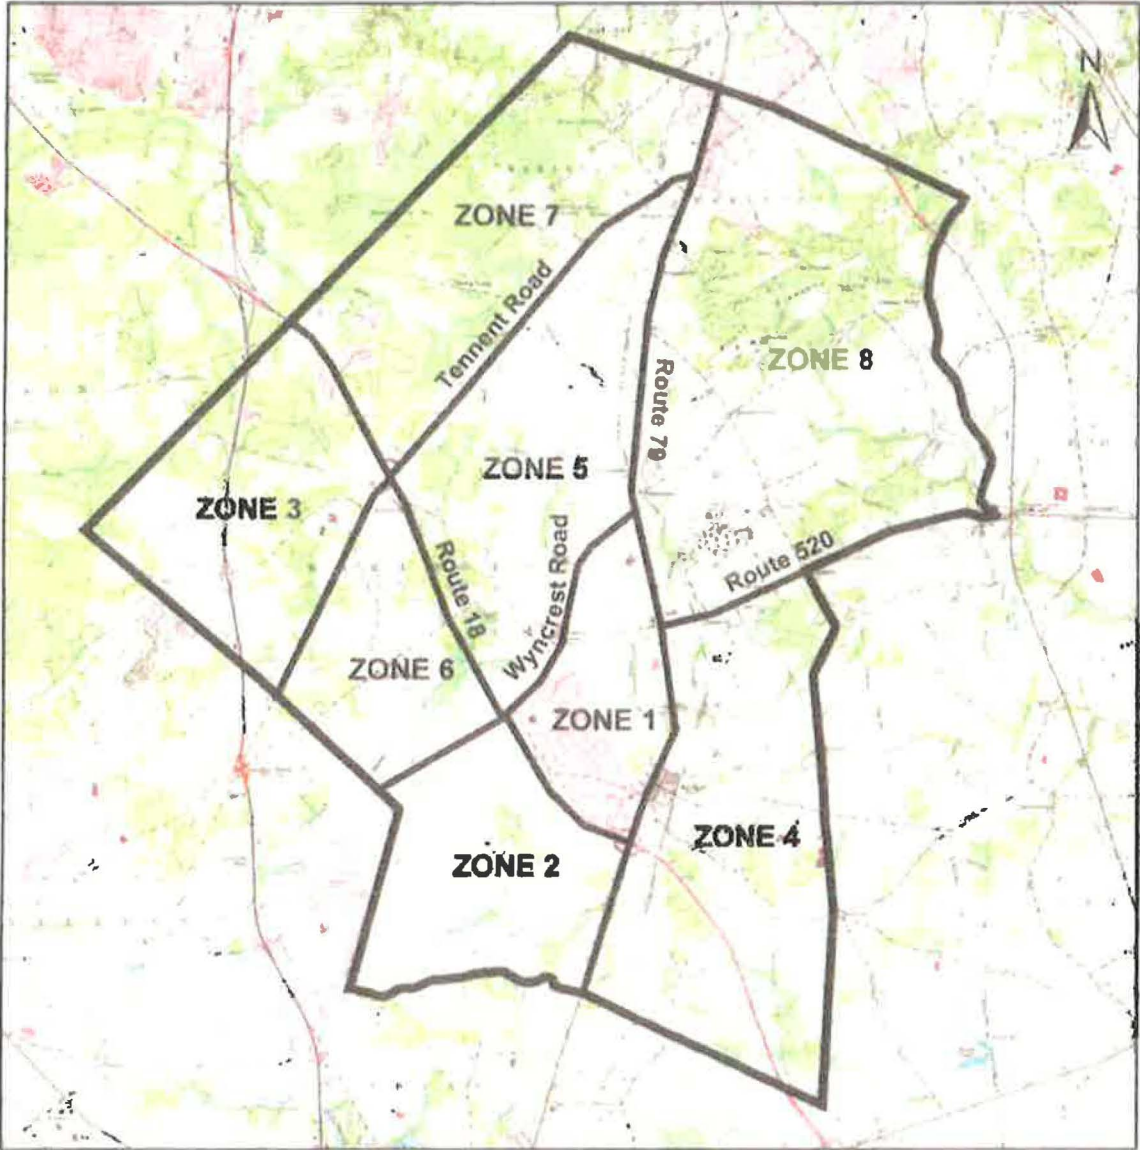 N
ZONE 7
Tennent Road
ZONE 8
Route 79
ZONE 5
ZONE 3
Route 18
Wyncrest Road
Route 520
ZONE 6
ZONE 1
ZONE 4
ZONE 2